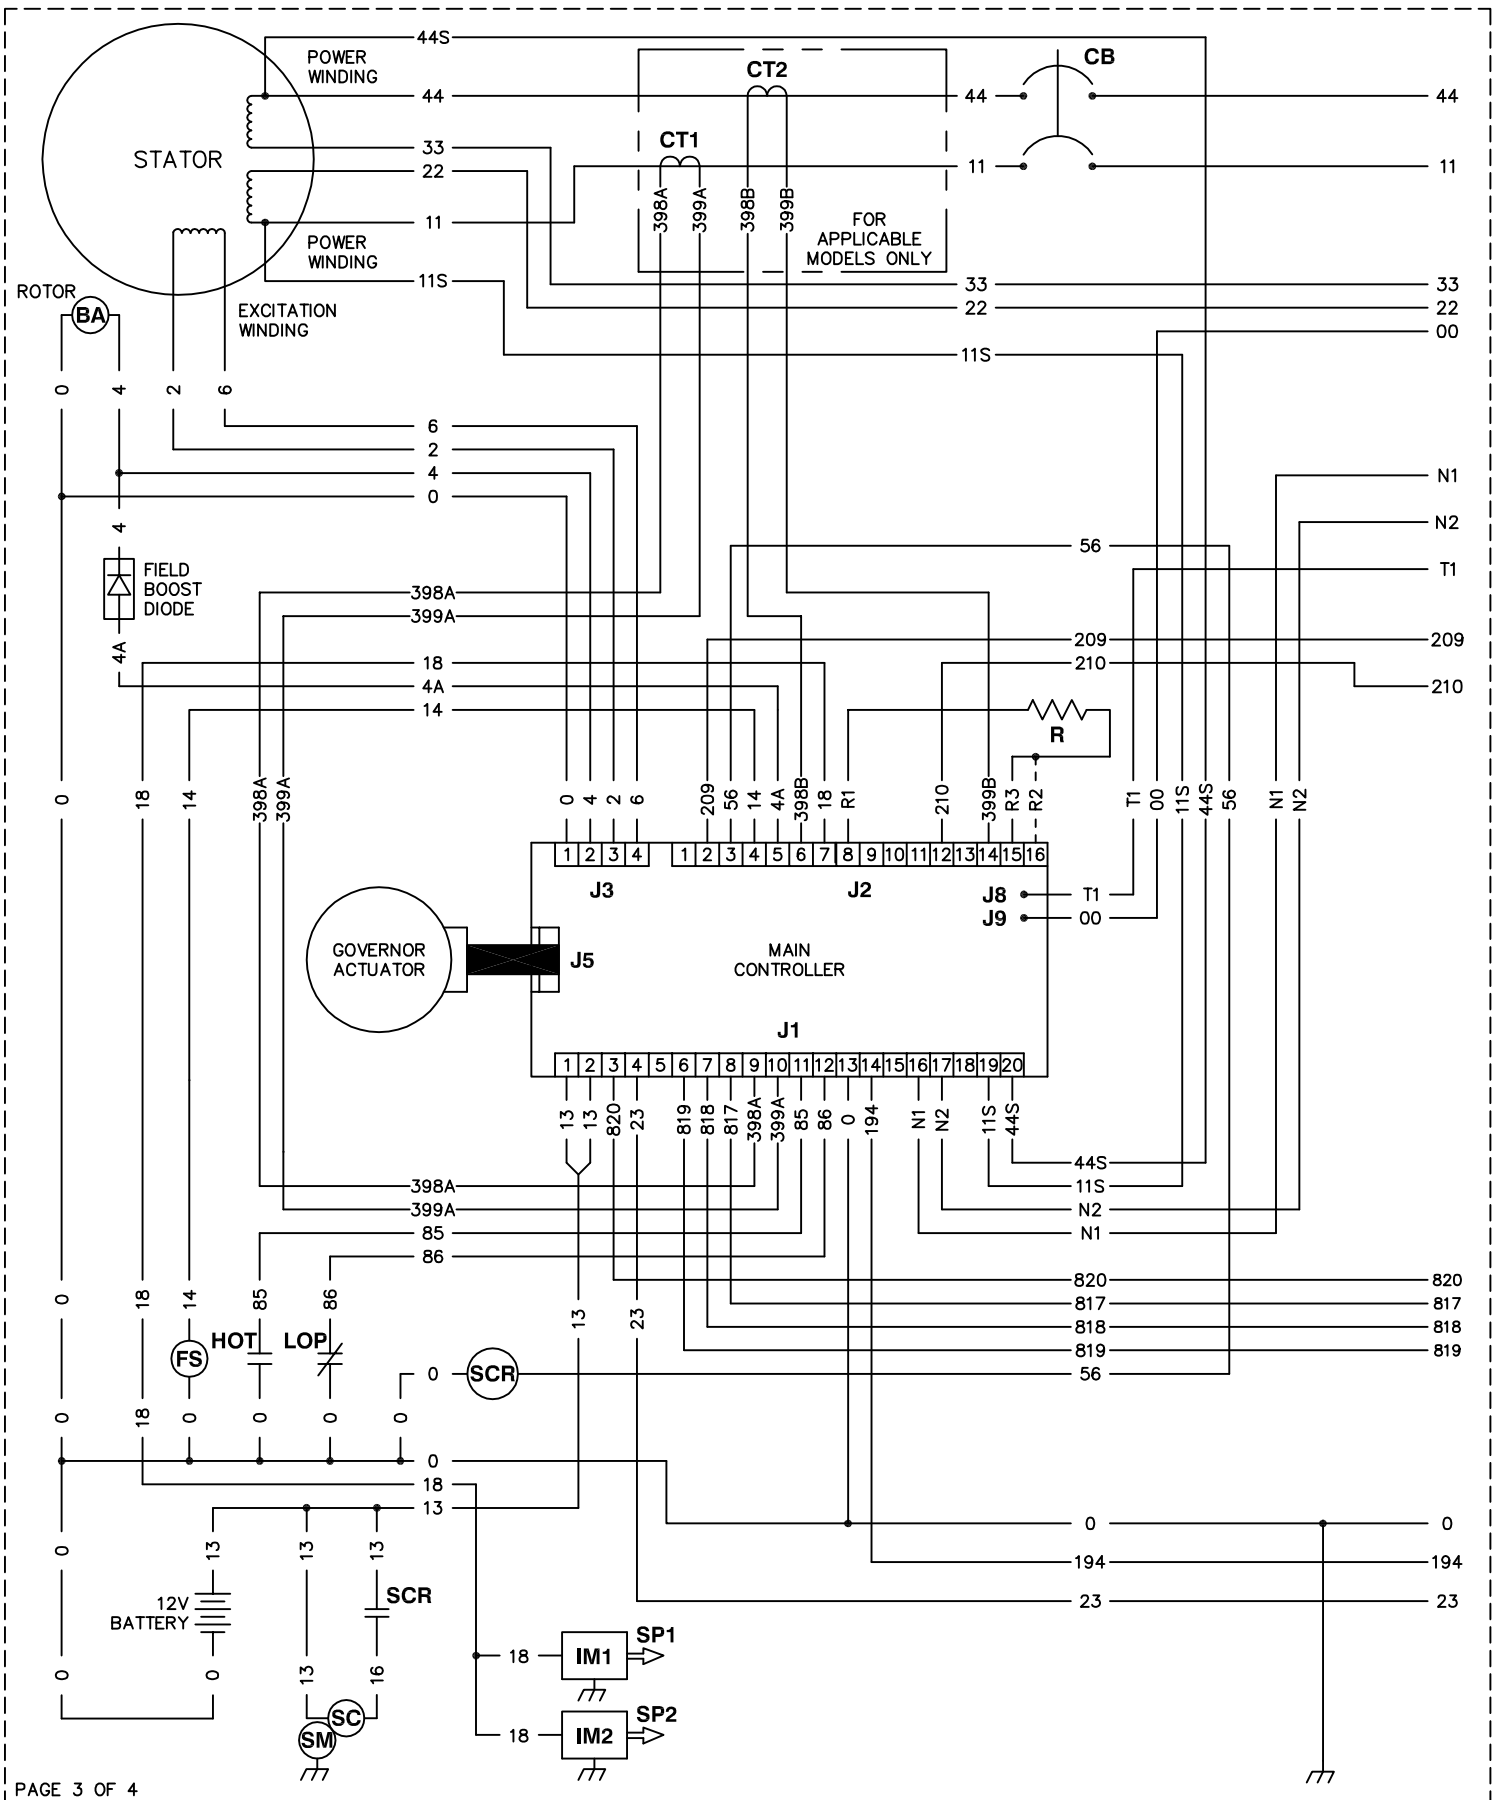 44S
POWER
WINDING
CT2
CB
44 44 44
CT1
STATOR
33
22
11 11
11
398A 399A 398B 399B
POWER
WINDING
FOR
APPLICABLE
MODELS ONLY
11S
33 33
22 22
ROTOR
BA
EXCITATION
WINDING
00
11S
0 4 2 6
6
2
4
0
N1
4
N2
56
FIELD
BOOST
DIODE
T1
398A
399A
4A
209 209
18 210
4A 210
14
R
0 18 14 398A 399A 0 4 2 6 209 56 14 4A 398B 18 R1 210 399B R3 R2 T1 00 11S 44S 56 N1 N2
1 2 3 4 1 2 3 4 5 6 7 8 9 10 11 12 13 14 15 16
J3 J2 J8 T1
J9 00
GOVERNOR
ACTUATOR
J5
MAIN
CONTROLLER
J1
1 2 3 4 5 6 7 8 9 10 11 12 13 14 15 16 17 18 19 20
13 13 820 23 819 818 817 398A 399A 85 86 0 194 N1 N2 11S 44S
44S
398A 11S
399A N2
85 N1
86
820 820
0 18 14 85 86 13 23
817 817
818 818
HOT LOP
819 819
FS
0 SCR 56
0 18 0 0 0 0
0
18
13
0 0
0 13 13 13
194 194
12V
BATTERY
SCR
23 23
SP1
0 0 13 16 18 IM1
SC
SP2
SM
18 IM2
PAGE 3 OF 4